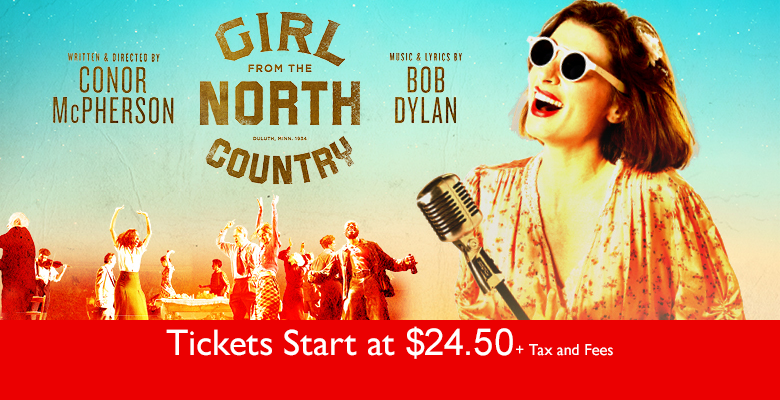 GIRL
FROM THE
NORTH
DULUTH, MINN. 1934
COUNTRY
WRITTEN & DIRECTED BY
CONOR
McPHERSON
MUSIC & LYRICS BY
BOB
DYLAN
Tickets Start at $24.50+ Tax and Fees